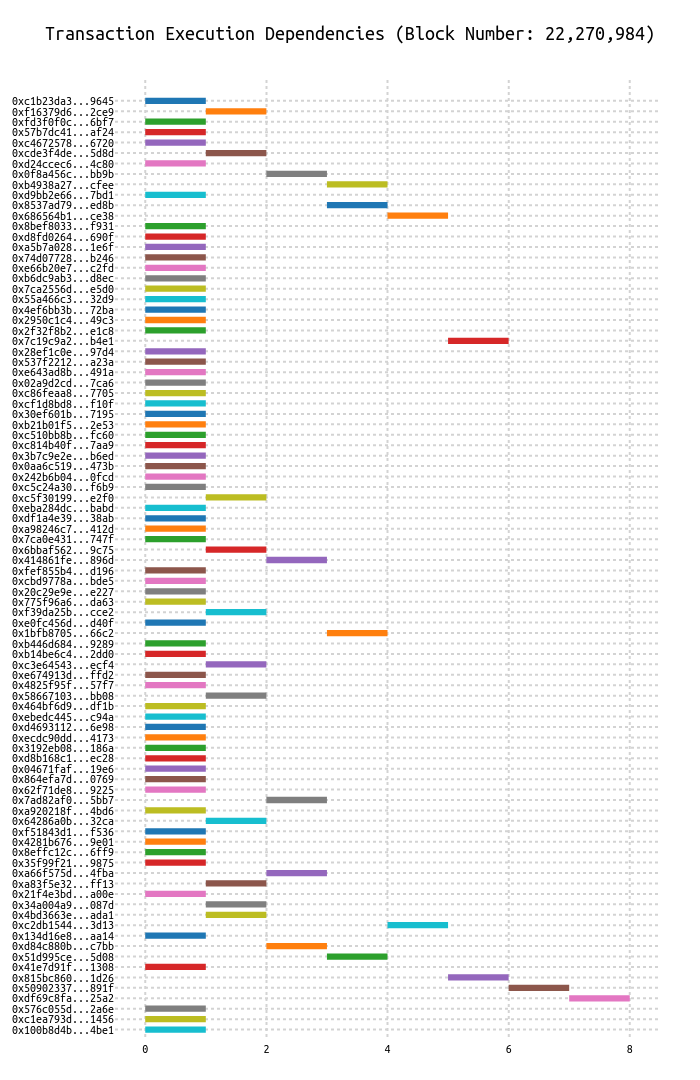 Transaction Execution Dependencies (Block Number: 22,270,984)
0xc1b23da3...9645
0xf16379d6...2ce9
0xfd3f0f0c...6bf7
0x57b7dc41...af24
0xc4672578...6720
0xcde3f4de...5d8d
0xd24ccec6...4c80
0x0f8a456c...bb9b
0xb4938a27...cfee
0xd9bb2e66...7bd1
0x8537ad79...ed8b
0x686564b1...ce38
0x8bef8033...f931
0xd8fd0264...690f
0xa5b7a028...1e6f
0x74d07728...b246
0xe66b20e7...c2fd
0xb6dc9ab3...d8ec
0x7ca2556d...e5d0
0x55a466c3...32d9
0x4ef6bb3b...72ba
0x2950c1c4...49c3
0x2f32f8b2...e1c8
0x7c19c9a2...b4e1
0x28ef1c0e...97d4
0x537f2212...a23a
0xe643ad8b...491a
0x02a9d2cd...7ca6
0xc86feaa8...7705
0xcf1d8bd8...f10f
0x30ef601b...7195
0xb21b01f5...2e53
0xc510bb8b...fc60
0xc814b40f...7aa9
0x3b7c9e2e...b6ed
0x0aa6c519...473b
0x242b6b04...0fcd
0xc5c24a30...f6b9
0xc5f30199...e2f0
0xeba284dc...babd
0xdf1a4e39...38ab
0xa98246c7...412d
0x7ca0e431...747f
0x6bbaf562...9c75
0x414861fe...896d
0xfef855b4...d196
0xcbd9778a...bde5
0x20c29e9e...e227
0x775f96a6...da63
0xf39da25b...cce2
0xe0fc456d...d40f
0x1bfb8705...66c2
0xb446d684...9289
0xb14be6c4...2dd0
0xc3e64543...ecf4
0xe674913d...ffd2
0x4825f95f...57f7
0x58667103...bb08
0x464bf6d9...df1b
0xebedc445...c94a
0xd4693112...6e98
0xecdc90dd...4173
0x3192eb08...186a
0xd8b168c1...ec28
0x04671faf...19e6
0x864efa7d...0769
0x62f71de8...9225
0x7ad82af0...5bb7
0xa920218f...4bd6
0x64286a0b...32ca
0xf51843d1...f536
0x4281b676...9e01
0x8effc12c...6ff9
0x35f99f21...9875
0xa66f575d...4fba
0xa83f5e32...ff13
0x21f4e3bd...a00e
0x34a004a9...087d
0x4bd3663e...ada1
0xc2db1544...3d13
0x134d16e8...aa14
0xd84c880b...c7bb
0x51d995ce...5d08
0x41e7d91f...1308
0x815bc860...1d26
0x50902337...891f
0xdf69c8fa...25a2
0x576c055d...2a6e
0xc1ea793d...1456
0x100b8d4b...4be1
0 2 4 6 8